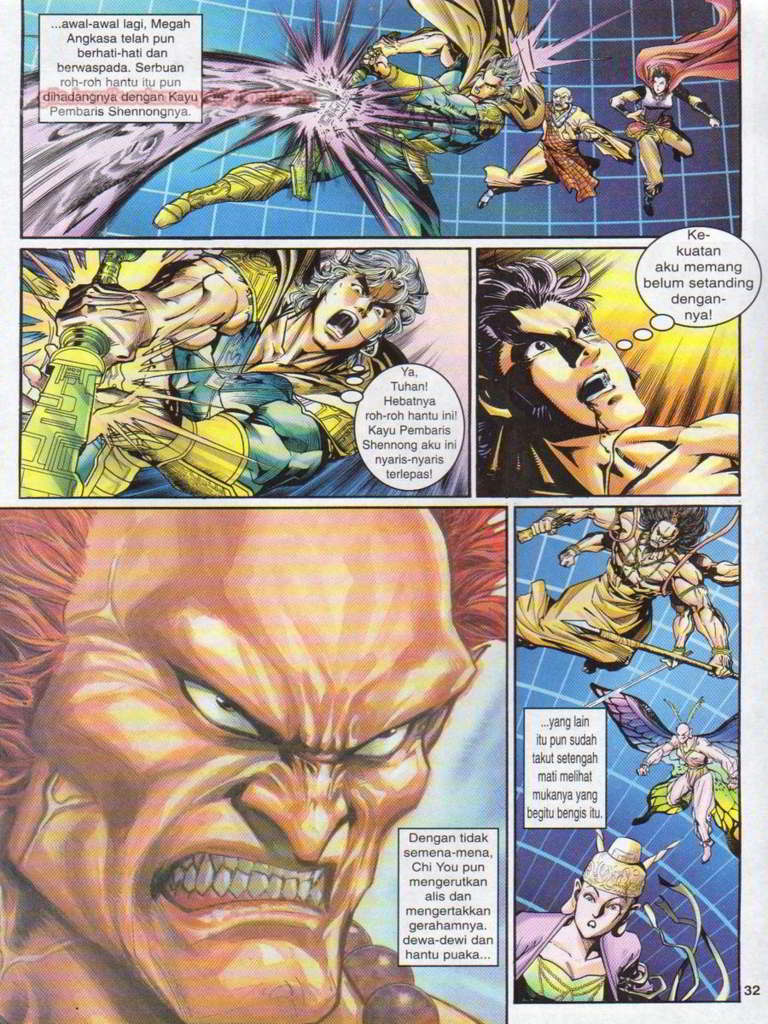 ...awal-awal lagi, Megah
Angkasa telah pun
berhati-hati dan
berwaspada. Serbuan
roh-roh hantu itu pun
dihadangnya dengan Kayu
Pembaris Shennongnya.
Ya,
Tuhan!
Hebatnya
roh-roh hantu ini!
Kayu Pembaris
Shennong aku ini
nyaris-nyaris
terlepas!
Ke-
kuatan
aku memang
belum setanding
dengan-
nya!
Dengan tidak
semena-mena,
Chi You pun
mengerutkan
alis dan
mengertakkan
gerahamnya.
dewa-dewi dan
hantu puaka...
...yang lain
itu pun sudah
takut setengah
mati melihat
mukanya yang
begitu bengis itu.
32